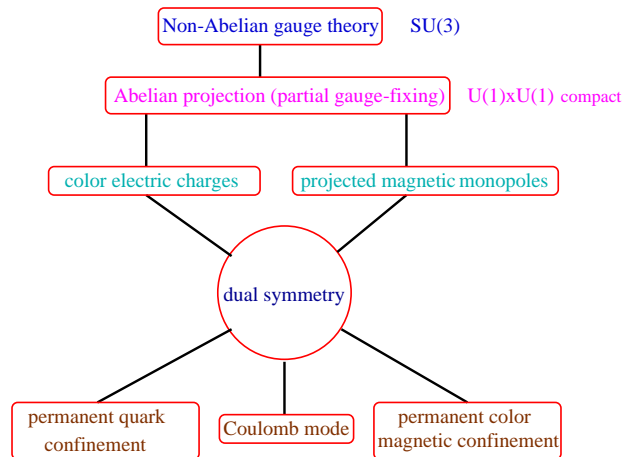 Non-Abelian gauge theory SU(3)
Abelian projection (partial gauge-fixing) U(1)xU(1) compact
color electric charges
projected magnetic monopoles
dual symmetry
permanent quark
confinement
Coulomb mode
permanent color
magnetic confinement